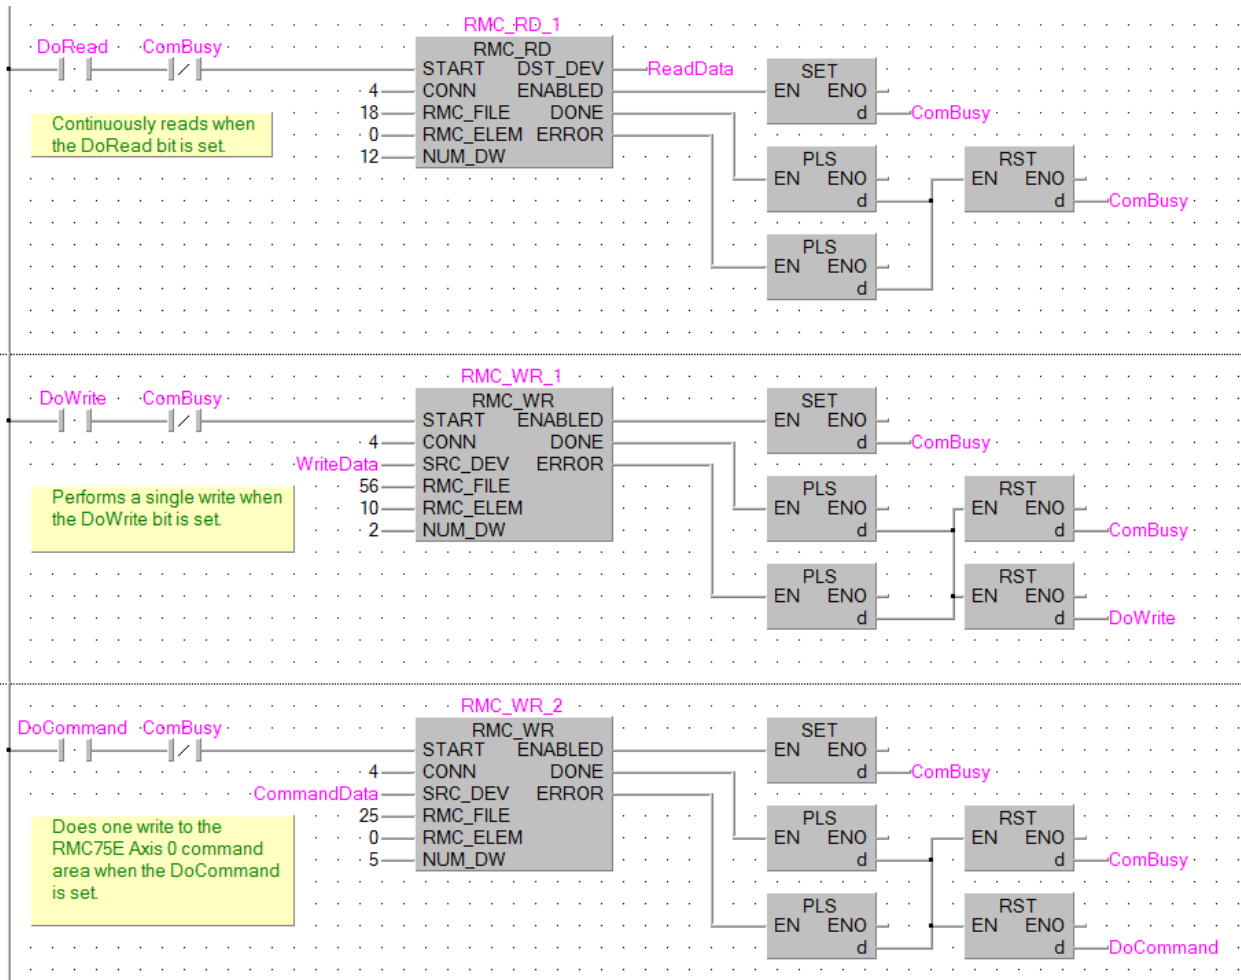 RMC_RD_1
DoRead ComBusy RMC_RD
START DST_DEV ReadData SET
4 CONN ENABLED EN ENO
18 RMC_FILE DONE d ComBusy
Continuously reads when
0 RMC_ELEM ERROR
the DoRead bit is set.
12 NUM_DW PLS RST
EN ENO EN ENO
d d ComBusy
PLS
EN ENO
d
RMC_WR_1
DoWrite ComBusy RMC_WR SET
START ENABLED EN ENO
4 CONN DONE d ComBusy
WriteData SRC_DEV ERROR
56 RMC_FILE PLS RST
Performs a single write when
10 RMC_ELEM EN ENO EN ENO
the DoWrite bit is set.
2 NUM_DW d d ComBusy
PLS RST
EN ENO EN ENO
d d DoWrite
RMC_WR_2
DoCommand ComBusy RMC_WR SET
START ENABLED EN ENO
4 CONN DONE d ComBusy
CommandData SRC_DEV ERROR
25 RMC_FILE PLS RST
Does one write to the
0 RMC_ELEM EN ENO EN ENO
RMC75E Axis 0 command
5 NUM_DW d d ComBusy
area when the DoCommand
is set.
PLS RST
EN ENO EN ENO
d d DoCommand